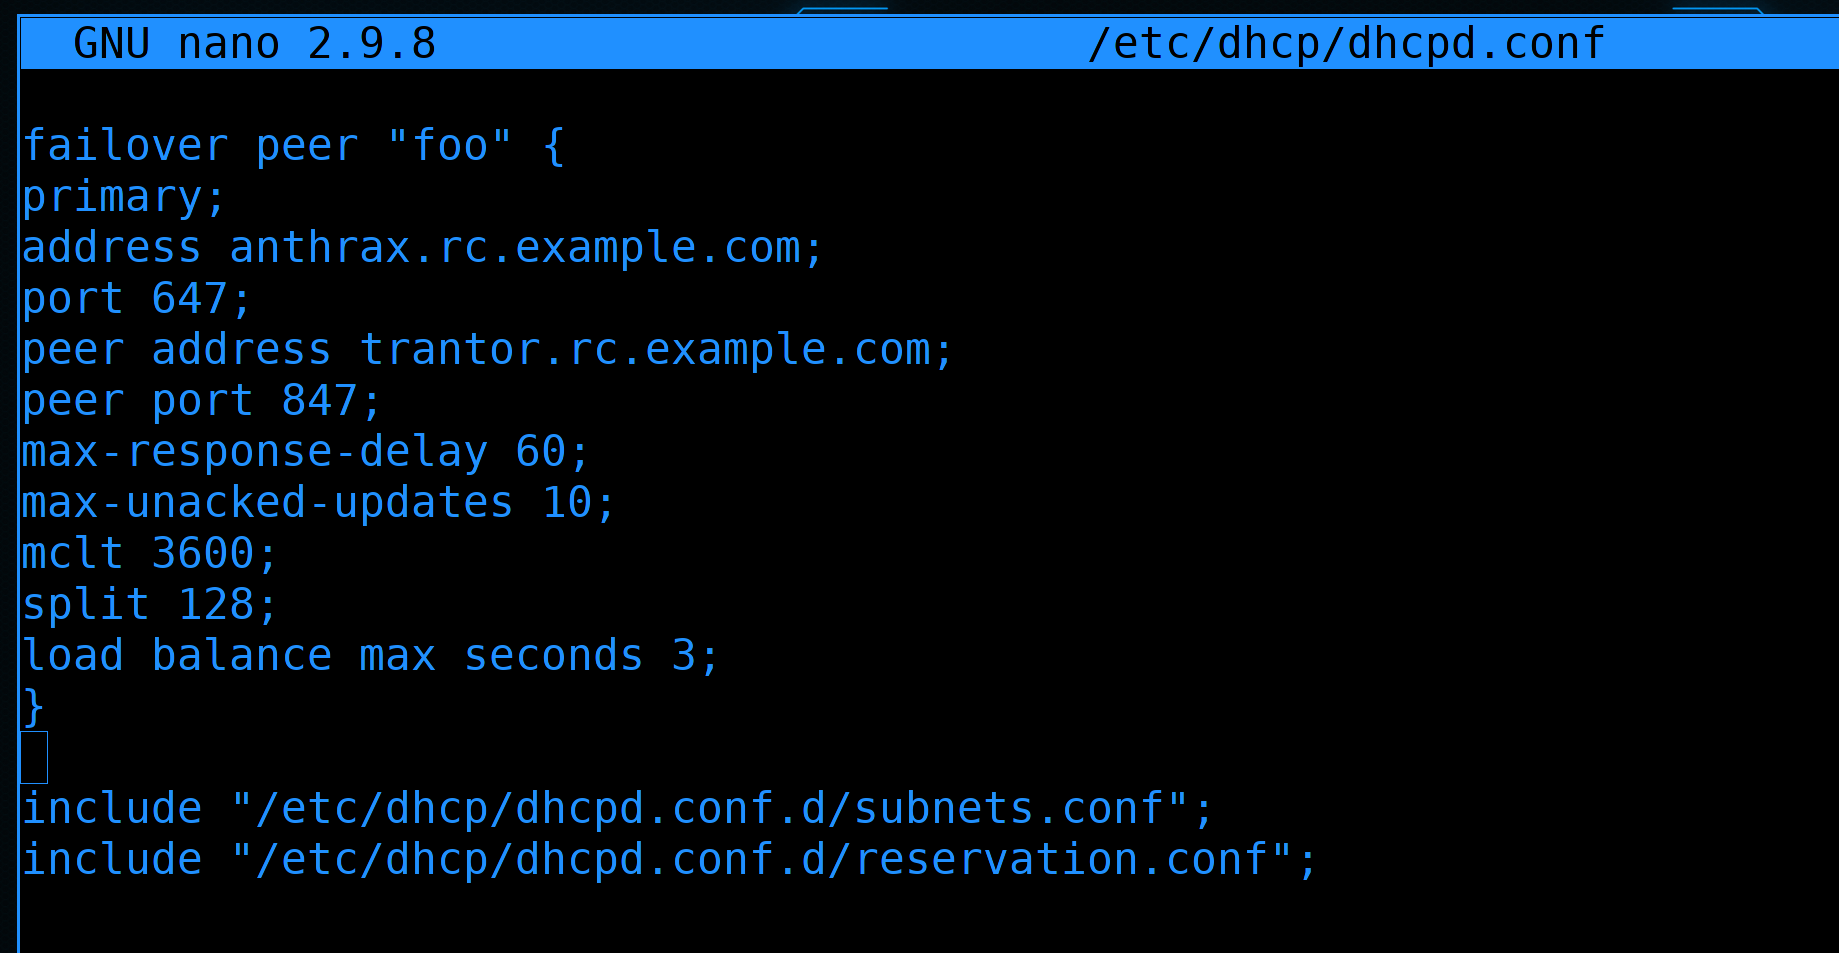 GNU nano 2.9.8 /etc/dhcp/dhcpd.conf
failover peer "foo" {
primary;
address anthrax.rc.example.com;
port 647;
peer address trantor.rc.example.com;
peer port 847;
max-response-delay 60;
max-unacked-updates 10;
mclt 3600;
split 128;
load balance max seconds 3;
}
include "/etc/dhcp/dhcpd.conf.d/subnets.conf";
include "/etc/dhcp/dhcpd.conf.d/reservation.conf";